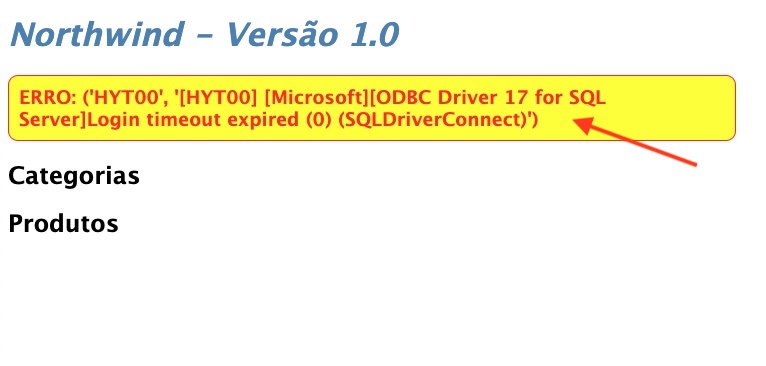 Northwind - Versão 1.0
ERRO: ('HYT00', '[HYT00] [Microsoft][ODBC Driver 17 for SQL
Server]Login timeout expired (0) (SQLDriverConnect)')
Categorias
Produtos